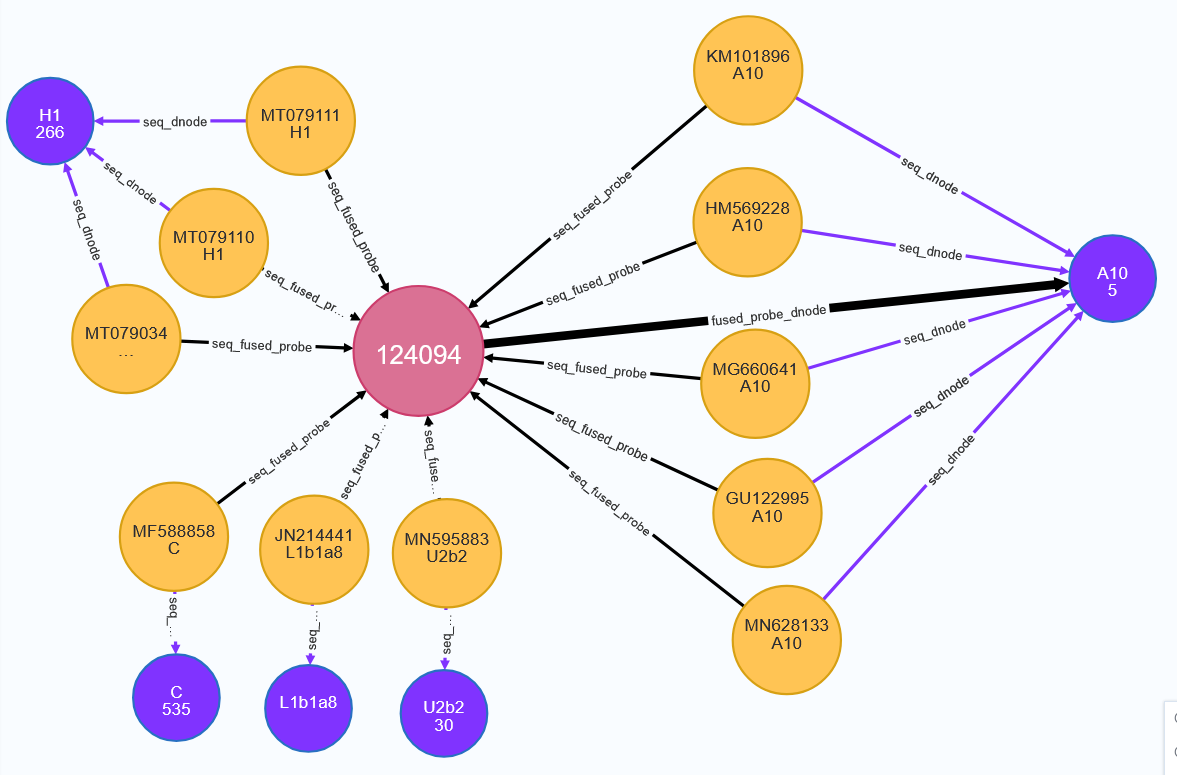 KM101896
A10
H1
266
seq_dnode
MT079111
H1
seq_dnode
seq_dnode
seq_fused_probe
seq_fused_probe
HM569228
A10
seq_dnode
MT079110
H1
seq_dnode
seq_fused_probe
seq_fused_pr...
A10
5
MT079034
...
seq_fused_probe
124094
fused_probe_dnode
seq_dnode
seq_fused_probe
MG660641
A10
seq_dnode
seq_fused_probe
seq_fused_probe
seq_fused_p...
seq_fuse...
seq_fused_probe
seq_dnode
GU122995
A10
MF588858
C
JN214441
L1b1a8
MN595883
U2b2
seq_...
seq_...
seq_...
MN628133
A10
C
535
L1b1a8
U2b2
30